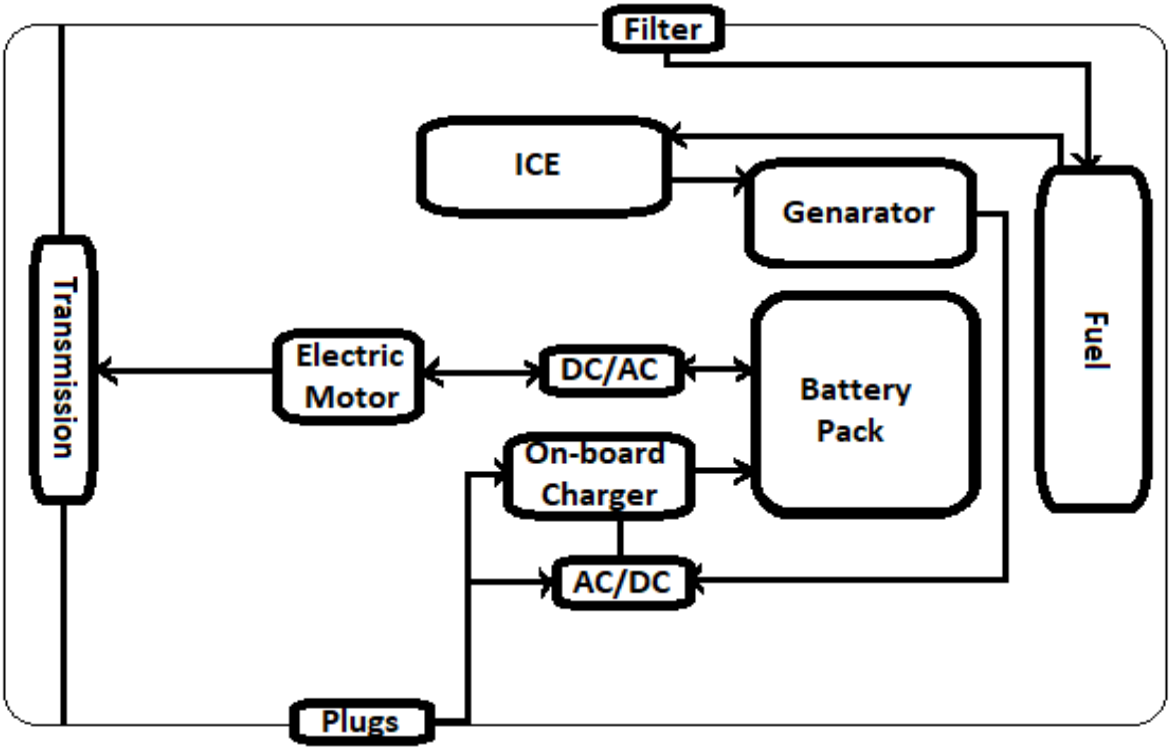 Filter
ICE
Genarator
Transmission
Fuel
Electric
Motor
DC/AC
Battery
Pack
On-board
Charger
AC/DC
Plugs